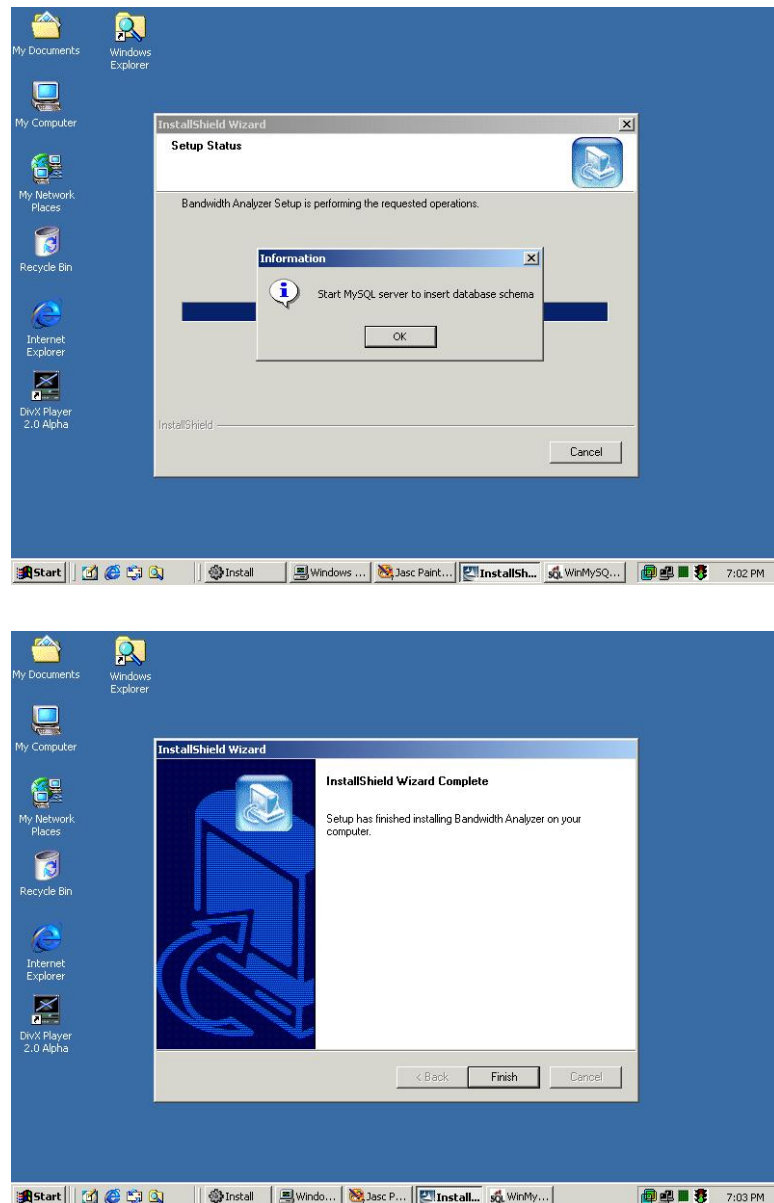 My Documents
Windows
Explorer
My Computer
My Network
Places
Recycle Bin
Internet
Explorer
DivX Player
2.0 Alpha
InstallShield Wizard
Setup Status
Bandwidth Analyzer Setup is performing the requested operations.
Information
Start MySQL server to insert database schema
OK
InstallShield
Cancel
Start
Install
Windows ...
Jasc Paint...
InstallSh...
WinMySQ...
7:02 PM
My Documents
Windows
Explorer
My Computer
My Network
Places
Recycle Bin
Internet
Explorer
DivX Player
2.0 Alpha
InstallShield Wizard
InstallShield Wizard Complete
Setup has finished installing Bandwidth Analyzer on your
computer.
< Back
Finish
Cancel
Start
Install
Windo...
Jasc P...
Install...
WinMy...
7:03 PM